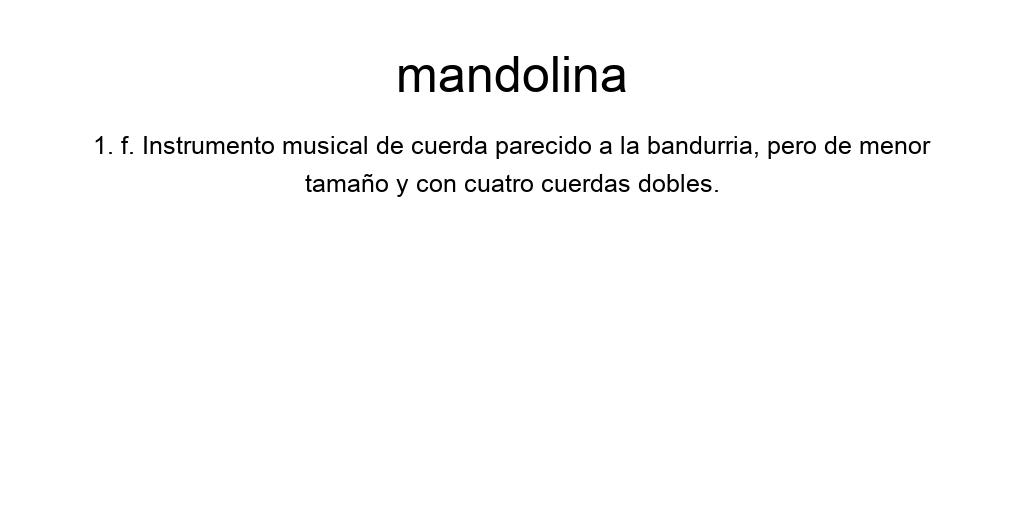 mandolina
1. f. Instrumento musical de cuerda parecido a la bandurria, pero de menor
tamaño y con cuatro cuerdas dobles.